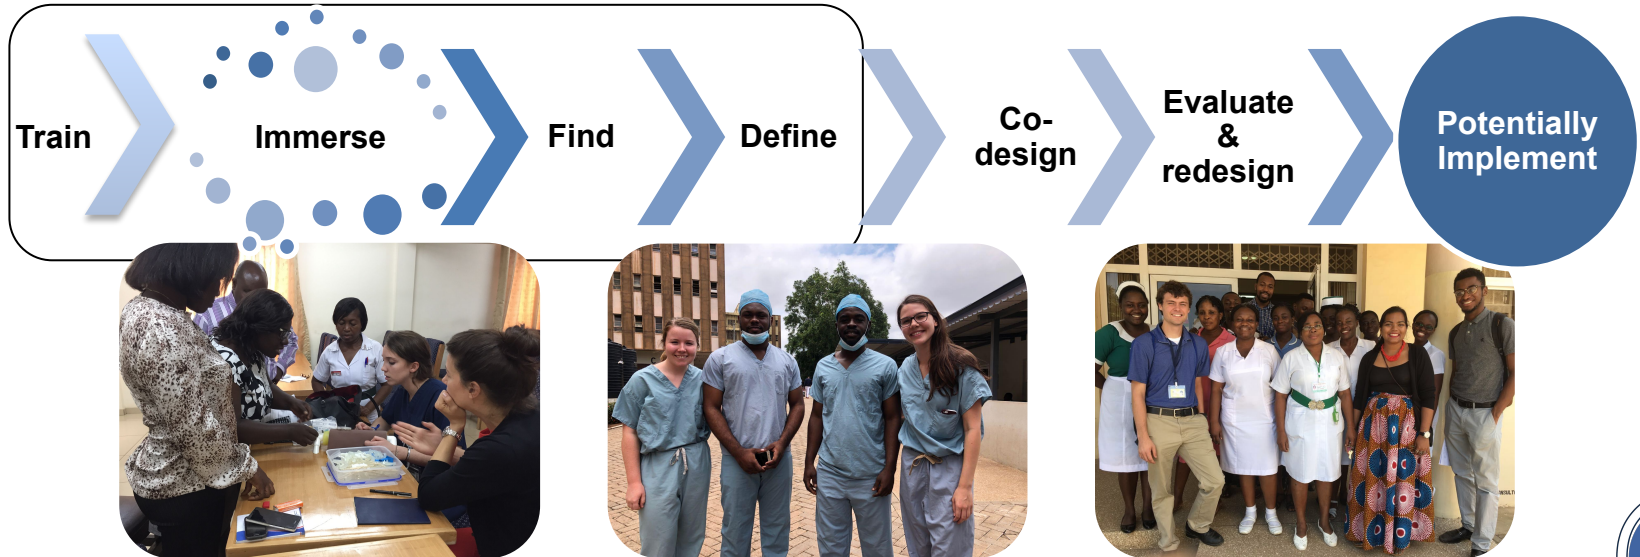 Train
Immerse
Find
Define
Co-
design
Evaluate
&
redesign
Potentially
Implement